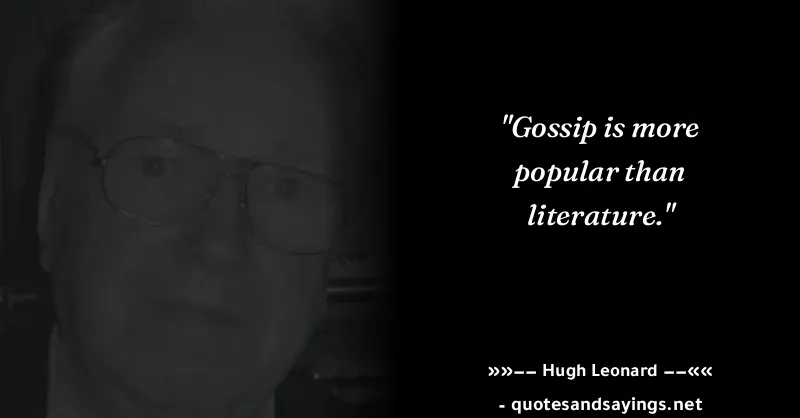 "Gossip is more
popular than
literature."
»»–– Hugh Leonard ––««
- quotesandsayings.net